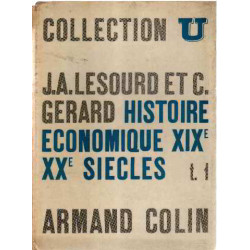 COLLECTION U
J.A.LESOURD ET C.
GERARD HISTOIRE
ECONOMIQUE XIXE
XXE SIECLES t. 1
ARMAND COLIN